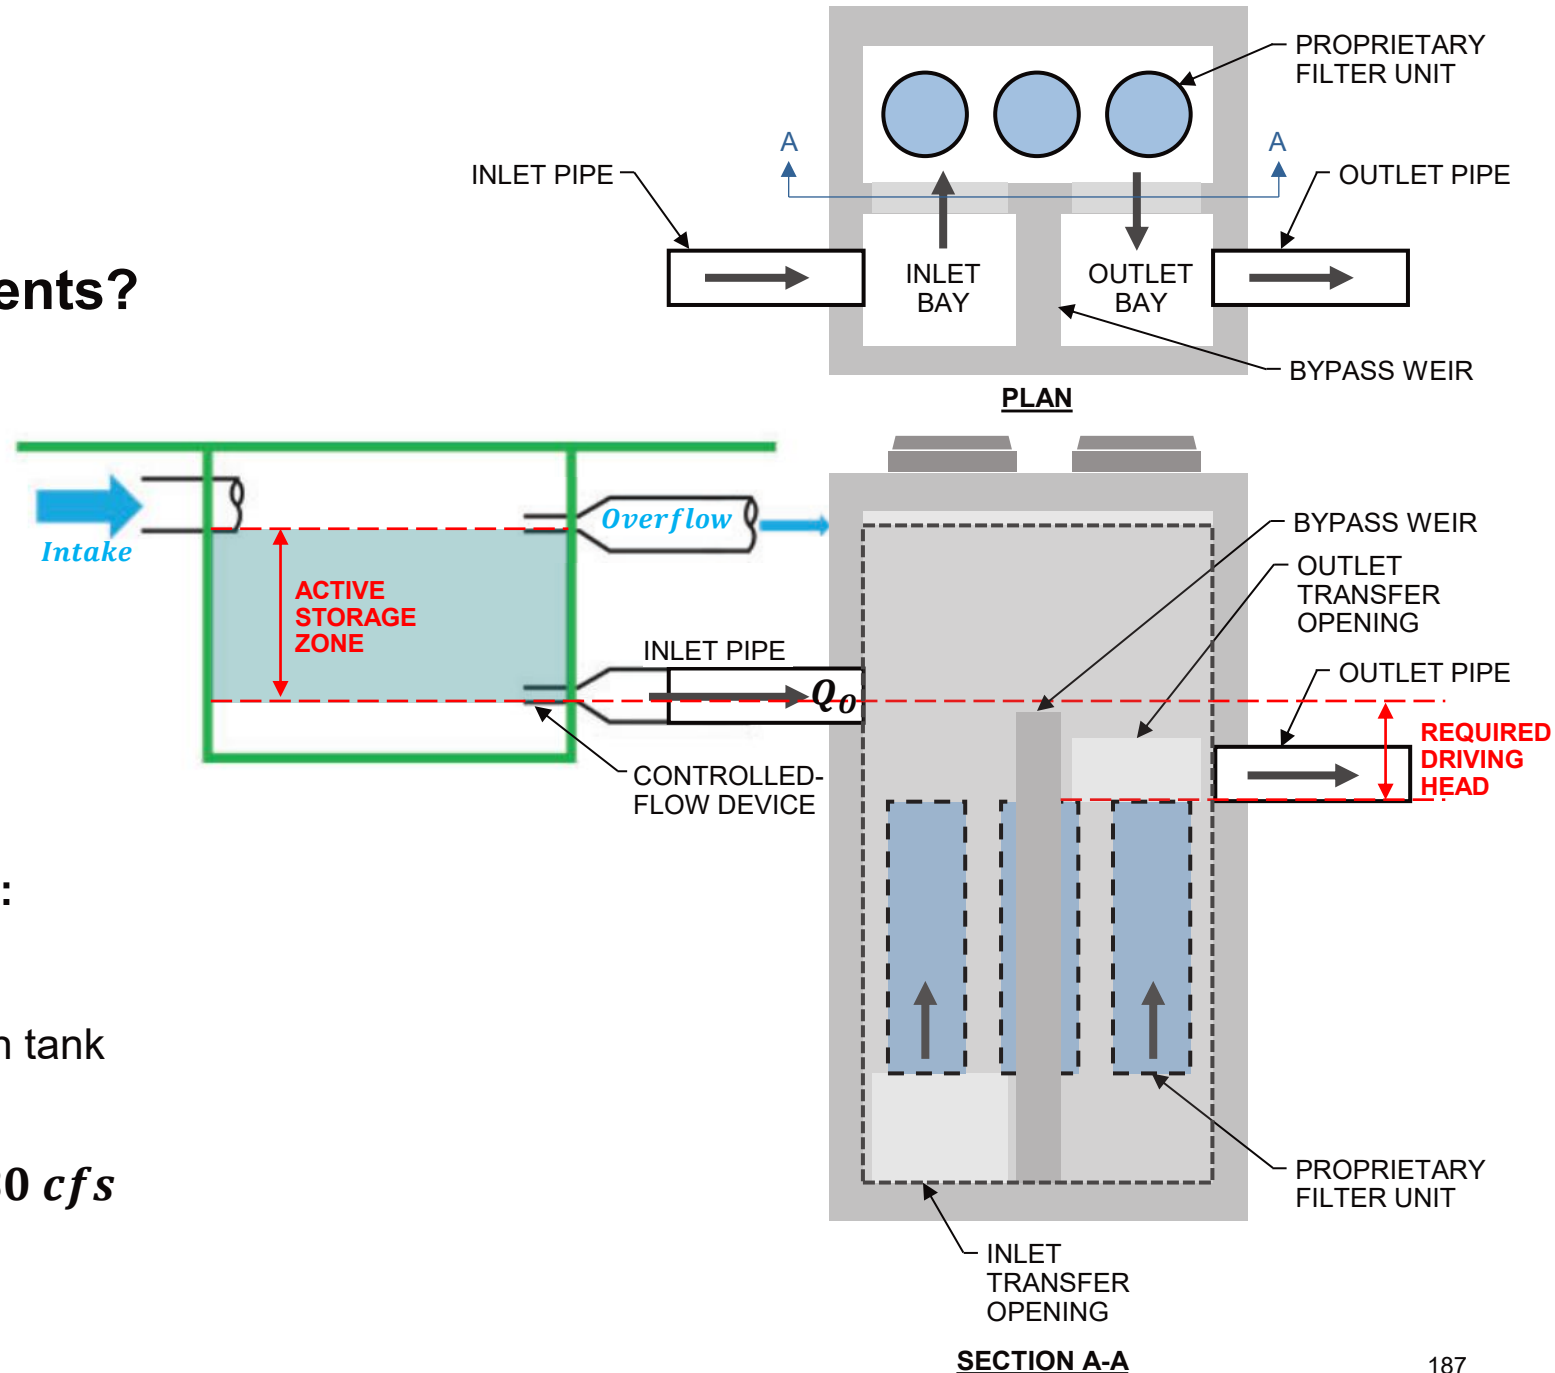 PROPRIETARY
FILTER UNIT
A
A
INLET PIPE
OUTLET PIPE
INLET
BAY
OUTLET
BAY
BYPASS WEIR
PLAN
ents?
Intake
Overflow
ACTIVE
STORAGE
ZONE
INLET PIPE
Qo
CONTROLLED-
FLOW DEVICE
BYPASS WEIR
OUTLET
TRANSFER
OPENING
OUTLET PIPE
REQUIRED
DRIVING
HEAD
:
n tank
0 cfs
PROPRIETARY
FILTER UNIT
INLET
TRANSFER
OPENING
SECTION A-A
187